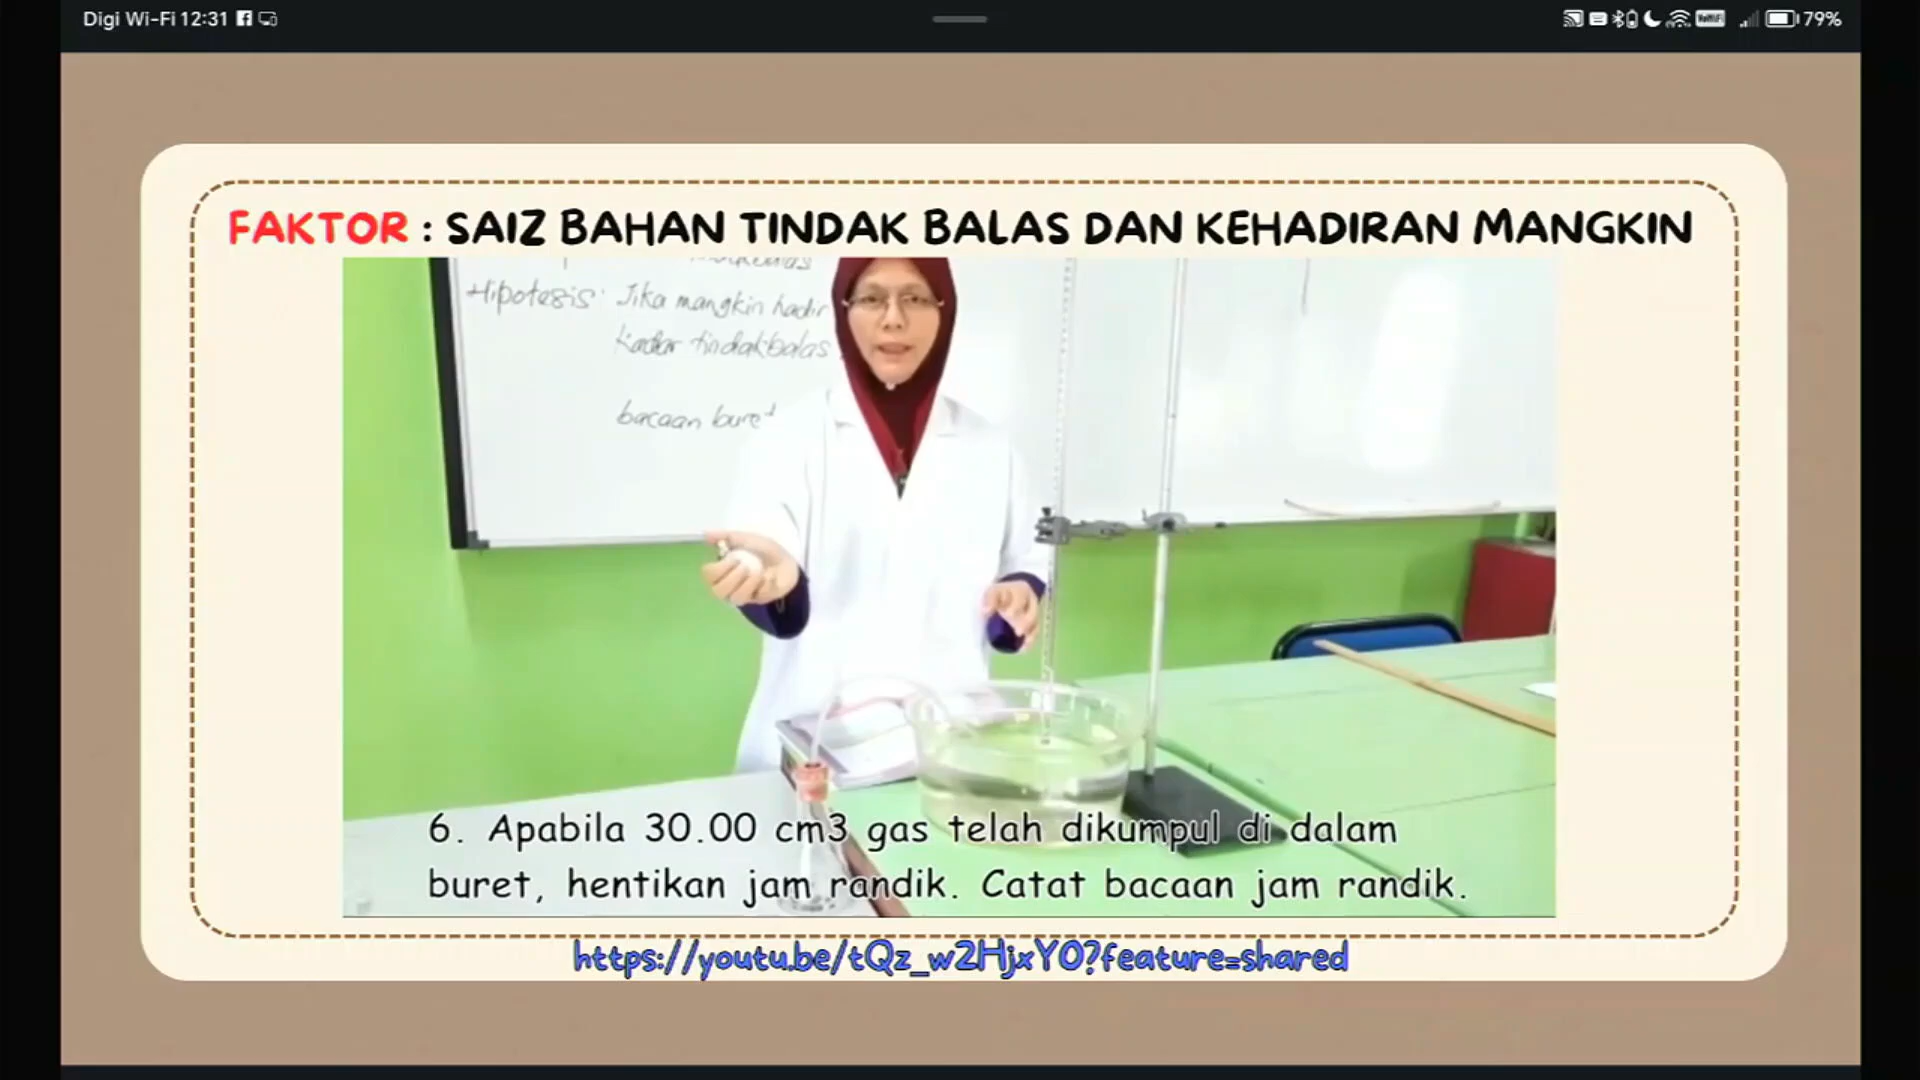 Digi Wi-Fi 12:31
79%
FAKTOR : SAIZ BAHAN TINDAK BALAS DAN KEHADIRAN MANGKIN
Hipotesis: Jika mangkin hadir
kadar tindakbalas
bacaan buret
6. Apabila 30.00 cm3 gas telah dikumpul di dalam
buret, hentikan jam randik. Catat bacaan jam randik.
https://youtu.be/tQz_w2HjxY0?feature=shared